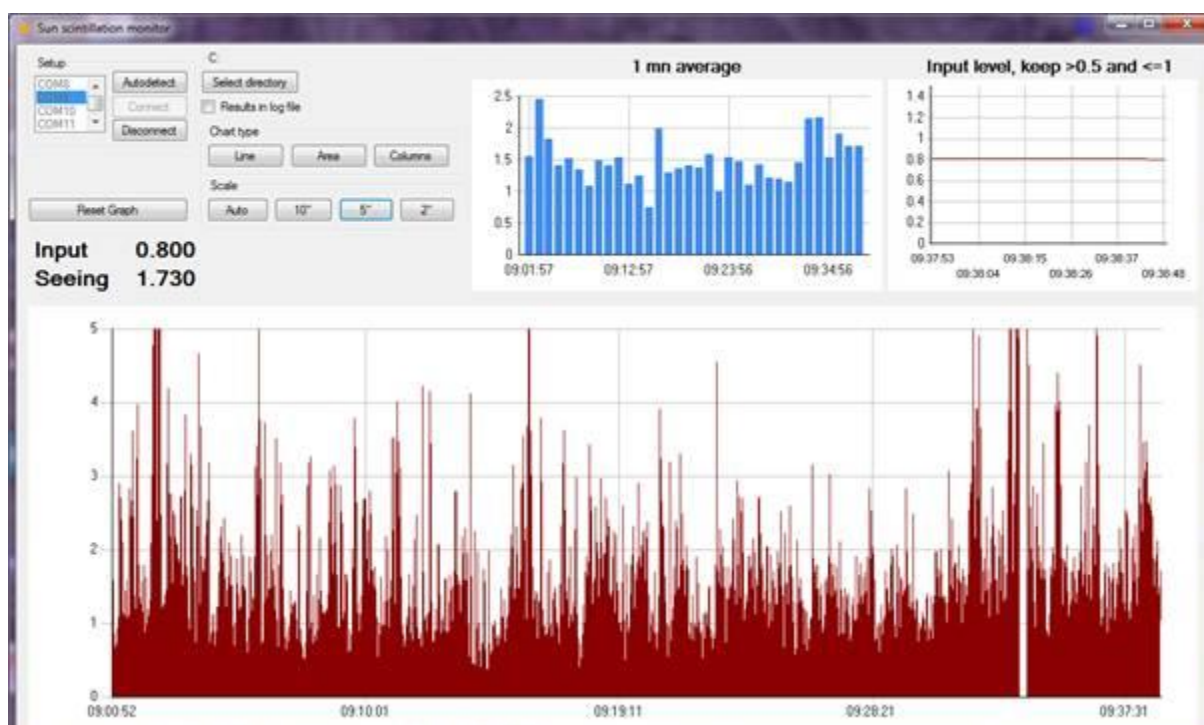 Sun scintillation monitor
Setup
COM8
COM10
COM11
Autodetect
Connect
Disconnect
C:
Select directory
Results in log file
Chart type
Line Area Columns
Scale
Auto 10" 5" 2"
Reset Graph
Input 0.800
Seeing 1.730
1 mn average
2.5
2
1.5
1
0.5
0
09:01:57 09:12:57 09:23:56 09:34:56
Input level, keep >0.5 and <=1
1.4
1.2
1
0.8
0.6
0.4
0.2
0
09:37:53 09:38:15 09:38:37
09:38:04 09:38:26 09:38:48
5
4
3
2
1
0
09:00:52 09:10:01 09:19:11 09:28:21 09:37:31